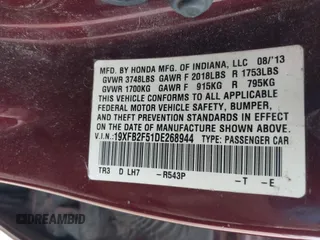 MFD. BY HONDA MFG. OF INDIANA, LLC 08/'13
GVWR 3748LBS GAWR F 2018LBS R 1753LBS
GVWR 1700KG GAWR F 915KG R 795KG
THIS VEHICLE CONFORMS TO ALL APPLICABLE
FEDERAL MOTOR VEHICLE SAFETY, BUMPER,
AND THEFT PREVENTION STANDARDS IN EFFECT
ON THE DATE OF MANUFACTURE SHOWN ABOVE.
V.I.N: 19XFB2F51DE268944 TYPE: PASSENGER CAR
TR3 D LH7 -R543P -T -E
DREAMBID